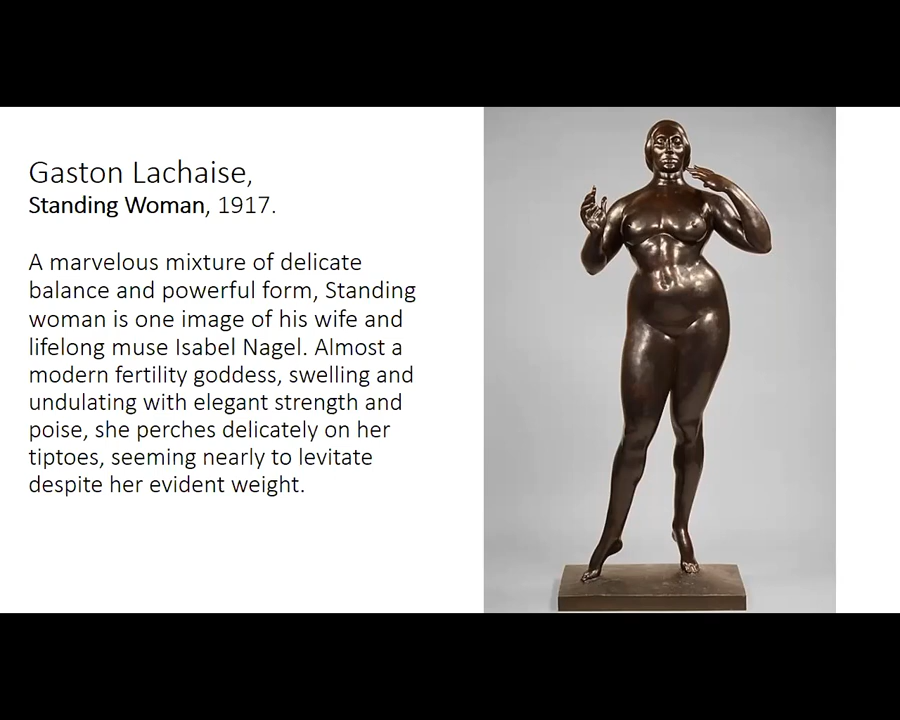 Gaston Lachaise,
Standing Woman, 1917.
A marvelous mixture of delicate
balance and powerful form, Standing
woman is one image of his wife and
lifelong muse Isabel Nagel. Almost a
modern fertility goddess, swelling and
undulating with elegant strength and
poise, she perches delicately on her
tiptoes, seeming nearly to levitate
despite her evident weight.